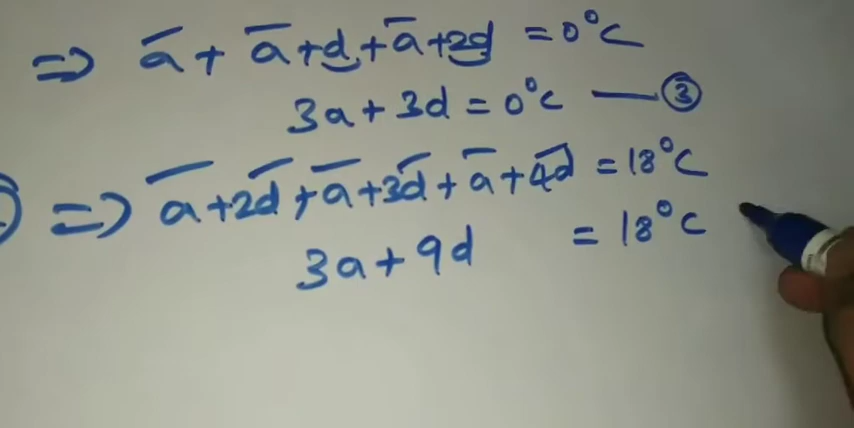 ⇒ a + a + d + a + 2d = 0°C
3a + 3d = 0°C — ③
⇒ a + 2d + a + 3d + a + 4d = 18°C
3a + 9d = 18°C